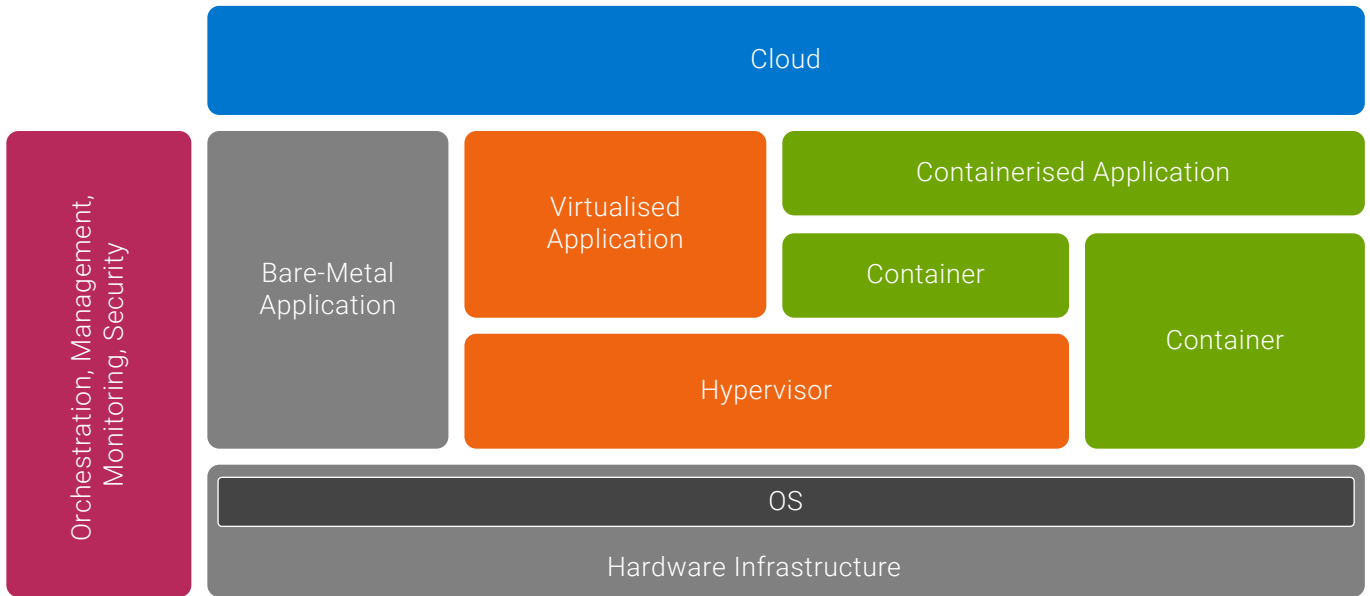 Cloud
Orchestration, Management,
Monitoring, Security
Bare-Metal
Application
Virtualised
Application
Containerised Application
Container
Container
Hypervisor
OS
Hardware Infrastructure